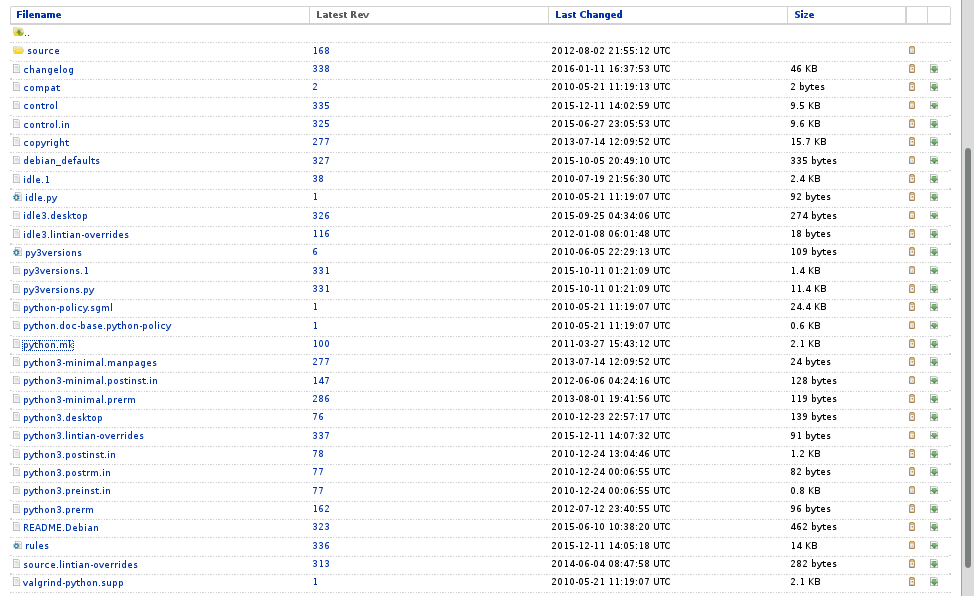 Filename Latest Rev Last Changed Size
..
source 168 2012-08-02 21:55:12 UTC
changelog 338 2016-01-11 16:37:53 UTC 46 KB
compat 2 2010-05-21 11:19:13 UTC 2 bytes
control 335 2015-12-11 14:02:59 UTC 9.5 KB
control.in 325 2015-06-27 23:05:53 UTC 9.6 KB
copyright 277 2013-07-14 12:09:52 UTC 15.7 KB
debian_defaults 327 2015-10-05 20:49:10 UTC 335 bytes
idle.1 38 2010-07-19 21:56:30 UTC 2.4 KB
idle.py 1 2010-05-21 11:19:07 UTC 92 bytes
idle3.desktop 326 2015-09-25 04:34:06 UTC 274 bytes
idle3.lintian-overrides 116 2012-01-08 06:01:48 UTC 18 bytes
py3versions 6 2010-06-05 22:29:13 UTC 109 bytes
py3versions.1 331 2015-10-11 01:21:09 UTC 1.4 KB
py3versions.py 331 2015-10-11 01:21:09 UTC 11.4 KB
python-policy.sgml 1 2010-05-21 11:19:07 UTC 24.4 KB
python.doc-base.python-policy 1 2010-05-21 11:19:07 UTC 0.6 KB
python.mk 100 2011-03-27 15:43:12 UTC 2.1 KB
python3-minimal.manpages 277 2013-07-14 12:09:52 UTC 24 bytes
python3-minimal.postinst.in 147 2012-06-06 04:24:16 UTC 128 bytes
python3-minimal.prerm 286 2013-08-01 19:41:56 UTC 119 bytes
python3.desktop 76 2010-12-23 22:57:17 UTC 139 bytes
python3.lintian-overrides 337 2015-12-11 14:07:32 UTC 91 bytes
python3.postinst.in 78 2010-12-24 13:04:46 UTC 1.2 KB
python3.postrm.in 77 2010-12-24 00:06:55 UTC 82 bytes
python3.preinst.in 77 2010-12-24 00:06:55 UTC 0.8 KB
python3.prerm 162 2012-07-12 23:40:55 UTC 96 bytes
README.Debian 323 2015-06-10 10:38:20 UTC 462 bytes
rules 336 2015-12-11 14:05:18 UTC 14 KB
source.lintian-overrides 313 2014-06-04 08:47:58 UTC 282 bytes
valgrind-python.supp 1 2010-05-21 11:19:07 UTC 2.1 KB